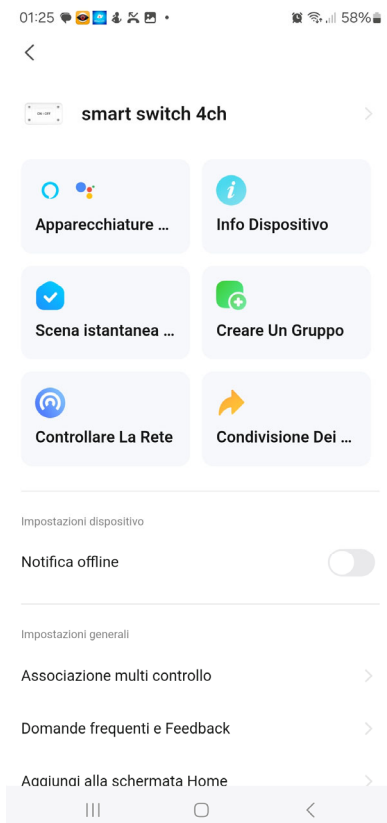 01:25
58%
smart switch 4ch
Apparecchiature ...
Info Dispositivo
Scena istantanea ...
Creare Un Gruppo
Controllare La Rete
Condivisione Dei ...
Impostazioni dispositivo
Notifica offline
Impostazioni generali
Associazione multi controllo
Domande frequenti e Feedback
Aggiungi alla schermata Home